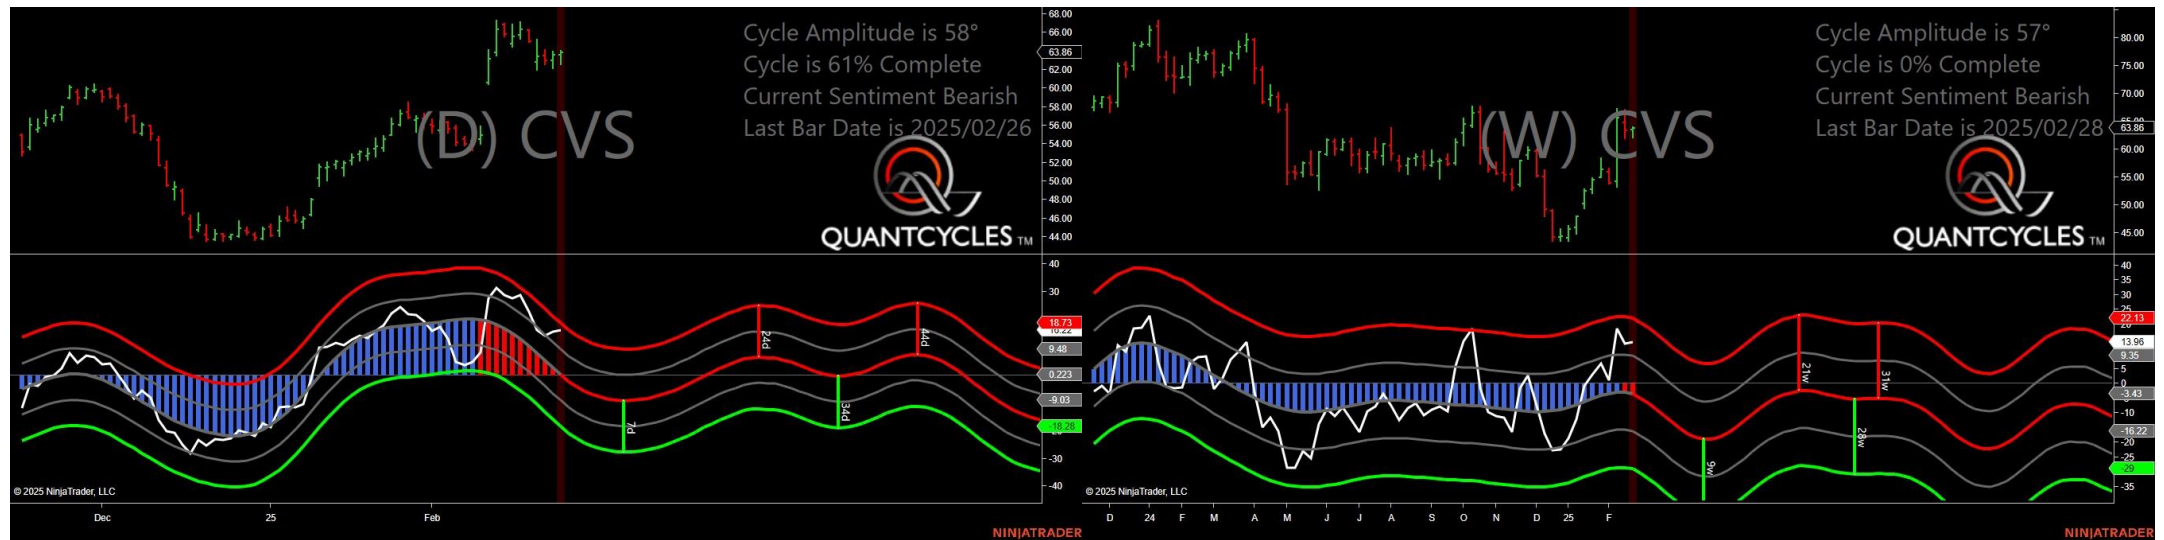 Cycle Amplitude is 58°
Cycle is 61% Complete
Current Sentiment Bearish
Last Bar Date is 2025/02/26
(D) CVS
QUANTCYCLES TM
68.00
66.00
63.86
62.00
60.00
58.00
56.00
54.00
52.00
50.00
48.00
46.00
44.00
40
30
18.73
9.48
0.223
-9.03
-18.28
-30
-40
7d
24d
34d
44d
© 2025 NinjaTrader, LLC
Dec
25
Feb
NINJATRADER
Cycle Amplitude is 57°
Cycle is 0% Complete
Current Sentiment Bearish
Last Bar Date is 2025/02/28
(W) CVS
QUANTCYCLES TM
80.00
75.00
70.00
63.86
60.00
55.00
50.00
45.00
40
35
30
25
22.13
13.96
9.35
5
0
-3.43
-10
-16.22
-20
-25
-29
-35
9w
21w
28w
31w
© 2025 NinjaTrader, LLC
D 24 F M A M J J A S O N D 25 F
NINJATRADER